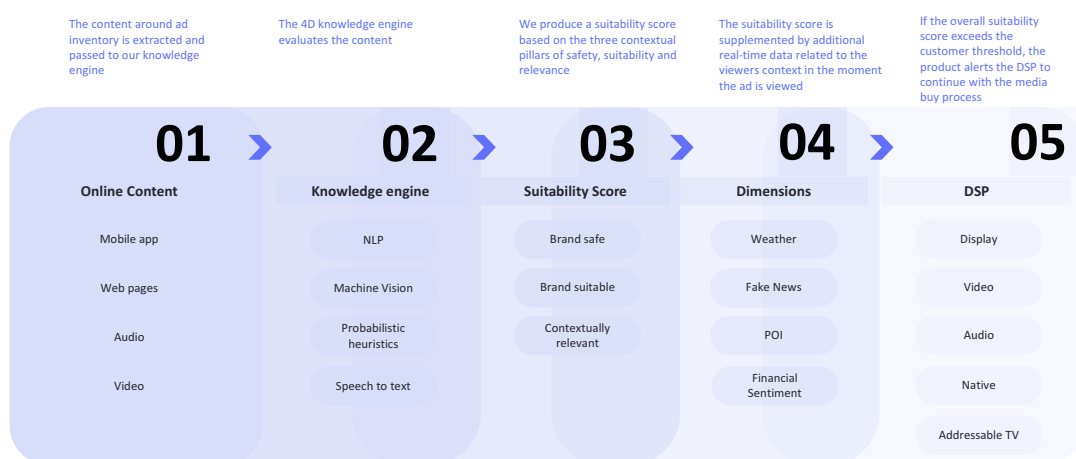 The content around ad
inventory is extracted and
passed to our knowledge
engine
The 4D knowledge engine
evaluates the content
We produce a suitability score
based on the three contextual
pillars of safety, suitability and
relevance
The suitability score is
supplemented by additional
real-time data related to the
viewers context in the moment
the ad is viewed
If the overall suitability
score exceeds the
customer threshold, the
product alerts the DSP to
continue with the media
buy process
01
02
03
04
05
Online Content
Mobile app
Web pages
Audio
Video
Knowledge engine
NLP
Machine Vision
Probabilistic
heuristics
Speech to text
Suitability Score
Brand safe
Brand suitable
Contextually
relevant
Dimensions
Weather
Fake News
POI
Financial
Sentiment
DSP
Display
Video
Audio
Native
Addressable TV